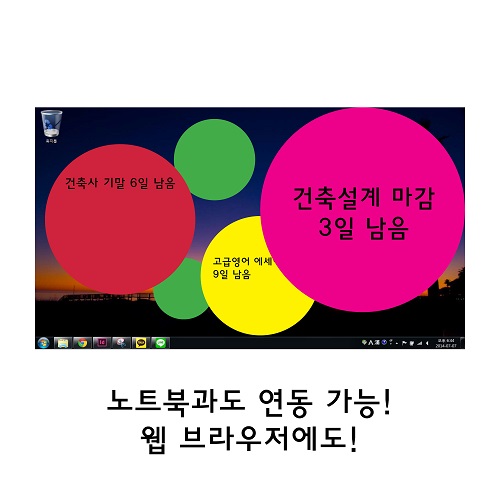 휴지통
건축사 기말 6일 남음
건축설계 마감
3일 남음
고급영어 에세
9일 남음
오후 6:44
2014-07-07
노트북과도 연동 가능!
웹 브라우저에도!